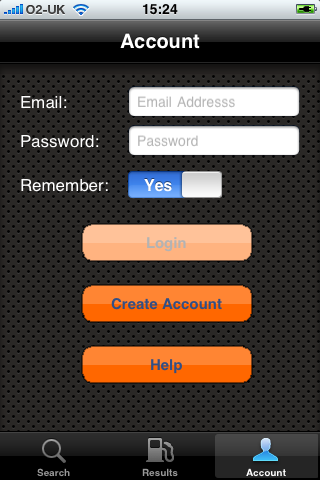 O2-UK 15:24
Account
Email: Email Addresss
Password: Password
Remember: Yes
Login
Create Account
Help
Search Results Account